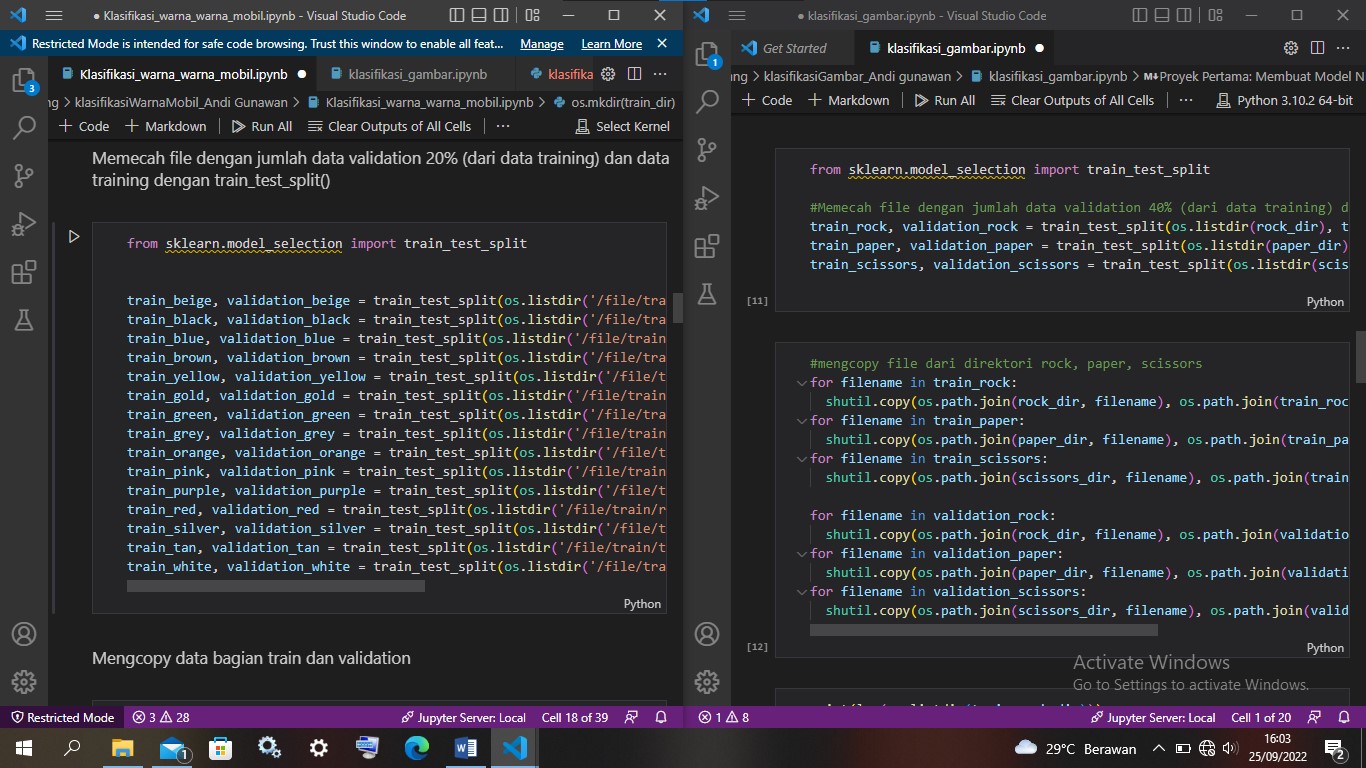 Klasifikasi_warna_warna_mobil.ipynb - Visual Studio Code
Restricted Mode is intended for safe code browsing. Trust this window to enable all feat... Manage Learn More
Klasifikasi_warna_warna_mobil.ipynb klasifikasi_gambar.ipynb klasifika
ng > klasifikasiWarnaMobil_Andi Gunawan > Klasifikasi_warna_warna_mobil.ipynb > os.mkdir(train_dir)
+ Code + Markdown Run All Clear Outputs of All Cells ... Select Kernel
Memecah file dengan jumlah data validation 20% (dari data training) dan data
training dengan train_test_split()
from sklearn.model_selection import train_test_split
train_beige, validation_beige = train_test_split(os.listdir('/file/tra
train_black, validation_black = train_test_split(os.listdir('/file/tra
train_blue, validation_blue = train_test_split(os.listdir('/file/train
train_brown, validation_brown = train_test_split(os.listdir('/file/tra
train_yellow, validation_yellow = train_test_split(os.listdir('/file/t
train_gold, validation_gold = train_test_split(os.listdir('/file/train
train_green, validation_green = train_test_split(os.listdir('/file/tra
train_grey, validation_grey = train_test_split(os.listdir('/file/train
train_orange, validation_orange = train_test_split(os.listdir('/file/t
train_pink, validation_pink = train_test_split(os.listdir('/file/train
train_purple, validation_purple = train_test_split(os.listdir('/file/t
train_red, validation_red = train_test_split(os.listdir('/file/train/r
train_silver, validation_silver = train_test_split(os.listdir('/file/t
train_tan, validation_tan = train_test_split(os.listdir('/file/train/t
train_white, validation_white = train_test_split(os.listdir('/file/tra
Python
Mengcopy data bagian train dan validation
3
Restricted Mode 3 28 Jupyter Server: Local Cell 18 of 39
klasifikasi_gambar.ipynb - Visual Studio Code
Get Started klasifikasi_gambar.ipynb
ng > klasifikasiGambar_Andi gunawan > klasifikasi_gambar.ipynb > Proyek Pertama: Membuat Model N
+ Code + Markdown Run All Clear Outputs of All Cells ... Python 3.10.2 64-bit
from sklearn.model_selection import train_test_split
#Memecah file dengan jumlah data validation 40% (dari data training) d
train_rock, validation_rock = train_test_split(os.listdir(rock_dir), t
train_paper, validation_paper = train_test_split(os.listdir(paper_dir)
train_scissors, validation_scissors = train_test_split(os.listdir(scis
[11]
Python
#mengcopy file dari direktori rock, paper, scissors
for filename in train_rock:
shutil.copy(os.path.join(rock_dir, filename), os.path.join(train_roc
for filename in train_paper:
shutil.copy(os.path.join(paper_dir, filename), os.path.join(train_pa
for filename in train_scissors:
shutil.copy(os.path.join(scissors_dir, filename), os.path.join(train
for filename in validation_rock:
shutil.copy(os.path.join(rock_dir, filename), os.path.join(validatio
for filename in validation_paper:
shutil.copy(os.path.join(paper_dir, filename), os.path.join(validati
for filename in validation_scissors:
shutil.copy(os.path.join(scissors_dir, filename), os.path.join(valid
[12]
Python
1
Activate Windows
Go to Settings to activate Windows.
1 8 Jupyter Server: Local Cell 1 of 20
1
29°C Berawan
16:03
25/09/2022
2